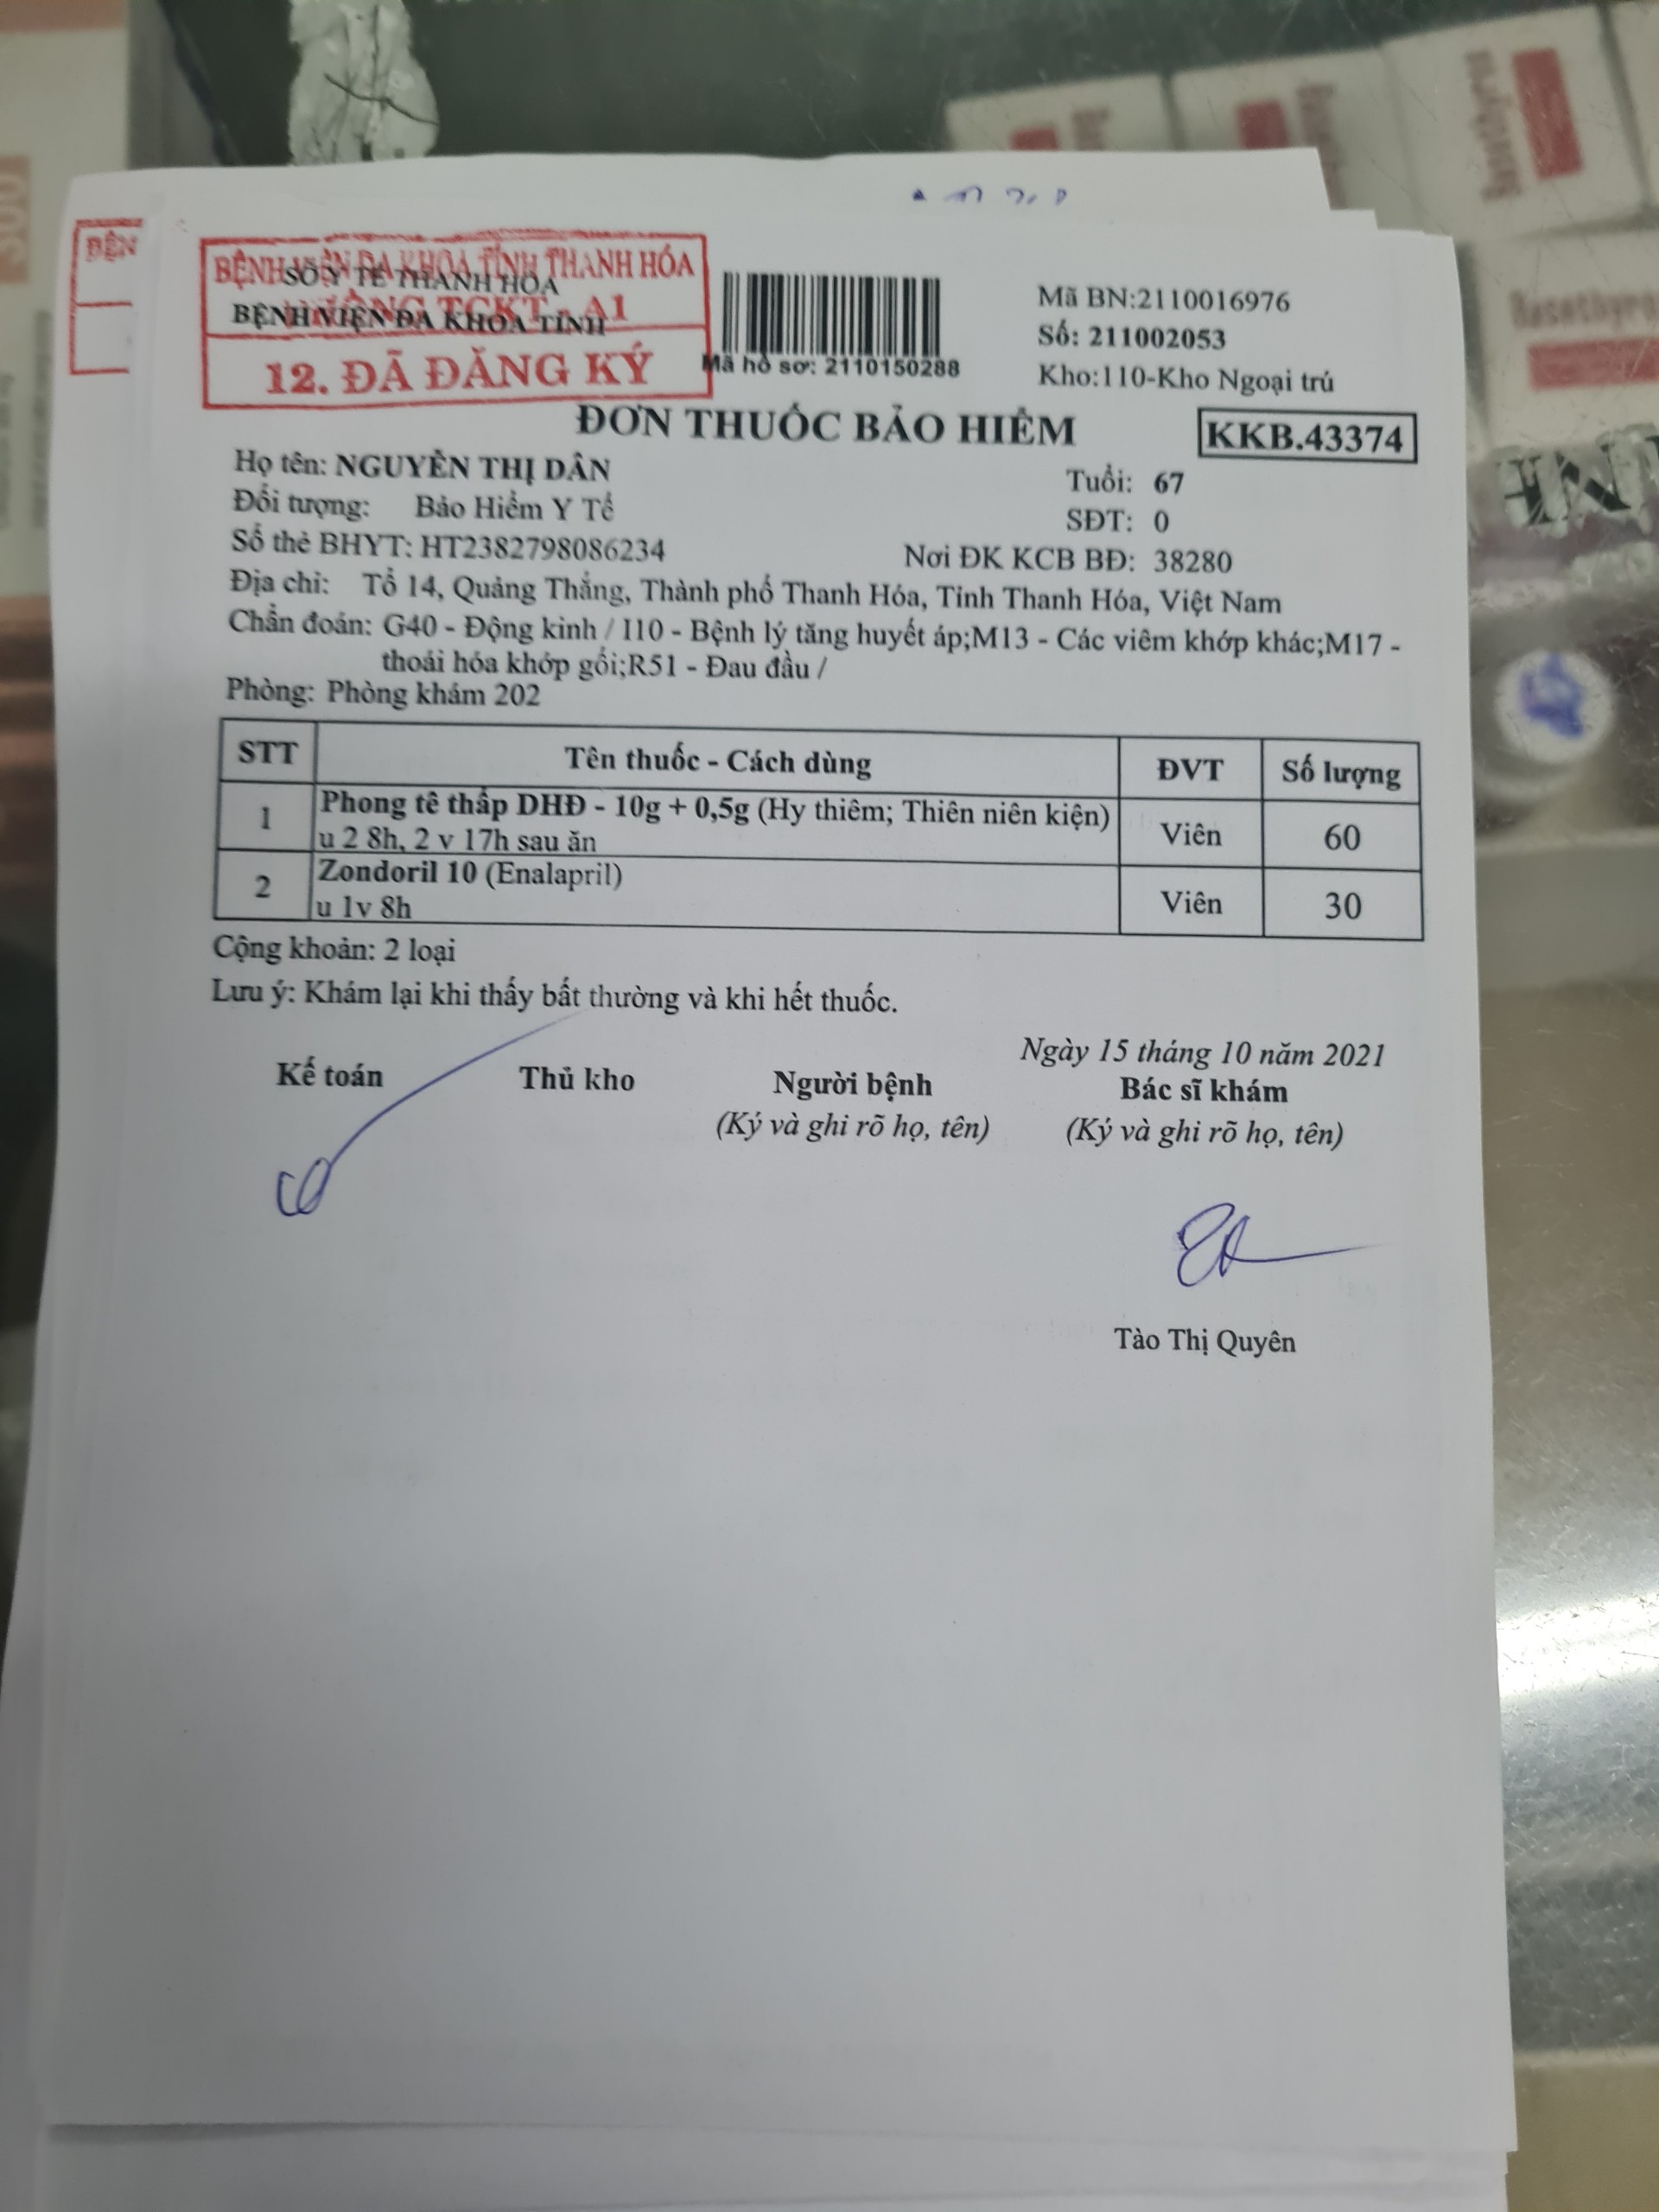 BỆNH VIỆN ĐA KHOA TỈNH THANH HÓA
SỞ Y TẾ THANH HÓA
PHÒNG TCKT - A1
BỆNH VIỆN ĐA KHOA TỈNH
12. ĐÃ ĐĂNG KÝ
BỆN
Mã hồ sơ: 2110150288
Mã BN:2110016976
Số: 211002053
Kho:110-Kho Ngoại trú
ĐƠN THUỐC BẢO HIỂM
KKB.43374
Họ tên: NGUYỄN THỊ DÂN
Tuổi: 67
Đối tượng: Bảo Hiểm Y Tế
SĐT: 0
Số thẻ BHYT: HT2382798086234
Nơi ĐK KCB BĐ: 38280
Địa chỉ: Tổ 14, Quảng Thắng, Thành phố Thanh Hóa, Tỉnh Thanh Hóa, Việt Nam
Chẩn đoán: G40 - Động kinh / I10 - Bệnh lý tăng huyết áp;M13 - Các viêm khớp khác;M17 -
thoái hóa khớp gối;R51 - Đau đầu /
Phòng: Phòng khám 202
STT Tên thuốc - Cách dùng ĐVT Số lượng
1 Phong tê thấp DHĐ - 10g + 0,5g (Hy thiêm; Thiên niên kiện) Viên 60
u 2 8h, 2 v 17h sau ăn
2 Zondoril 10 (Enalapril) Viên 30
u 1v 8h
Cộng khoản: 2 loại
Lưu ý: Khám lại khi thấy bất thường và khi hết thuốc.
Ngày 15 tháng 10 năm 2021
Kế toán Thủ kho Người bệnh Bác sĩ khám
(Ký và ghi rõ họ, tên) (Ký và ghi rõ họ, tên)
Tào Thị Quyên